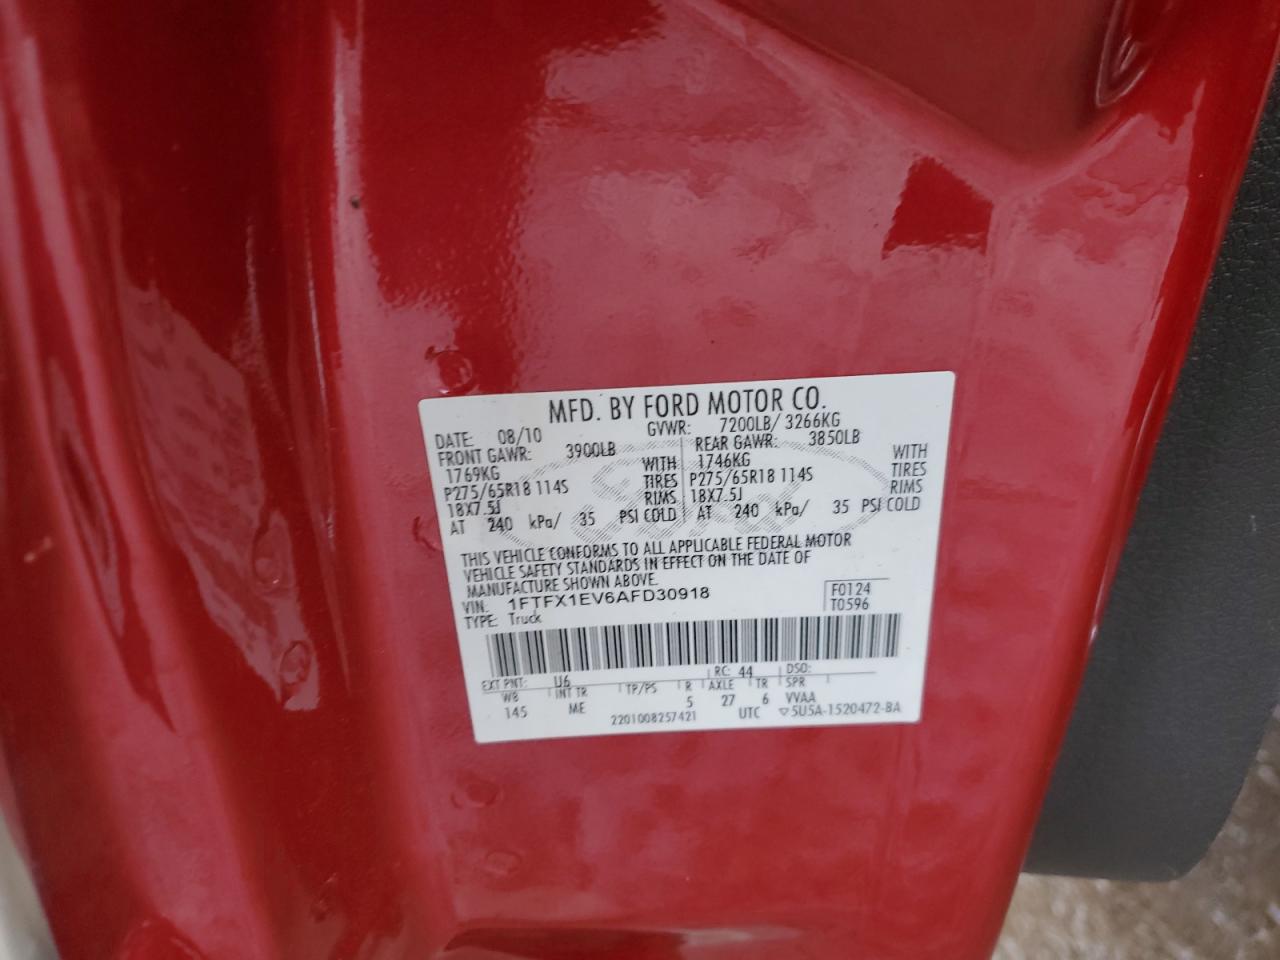 MFD. BY FORD MOTOR CO.
DATE: 08/10 GVWR: 7200LB/ 3266KG
FRONT GAWR: 3900LB REAR GAWR: 3850LB
1769KG WITH 1746KG WITH
P275/65R18 114S TIRES P275/65R18 114S TIRES
18X7.5J RIMS 18X7.5J RIMS
AT 240 kPa/ 35 PSI COLD AT 240 kPa/ 35 PSI COLD
Ford
THIS VEHICLE CONFORMS TO ALL APPLICABLE FEDERAL MOTOR
VEHICLE SAFETY STANDARDS IN EFFECT ON THE DATE OF
MANUFACTURE SHOWN ABOVE.
VIN: 1FTFX1EV6AFD30918 F0124
TYPE: Truck T0596
EXT PNT: U6 RC: 44 DSO:
WB INT TR TP/PS R AXLE TR SPR
145 ME 5 27 6 VVAA
2201008257421 UTC ▽5U5A-1520472-BA